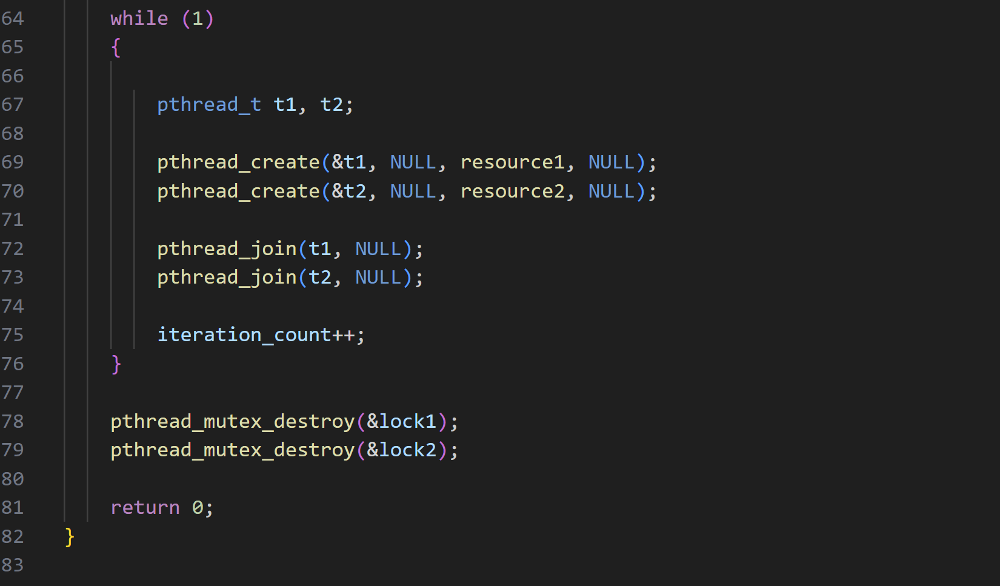 64 while (1)
65 {
66
67 pthread_t t1, t2;
68
69 pthread_create(&t1, NULL, resource1, NULL);
70 pthread_create(&t2, NULL, resource2, NULL);
71
72 pthread_join(t1, NULL);
73 pthread_join(t2, NULL);
74
75 iteration_count++;
76 }
77
78 pthread_mutex_destroy(&lock1);
79 pthread_mutex_destroy(&lock2);
80
81 return 0;
82 }
83